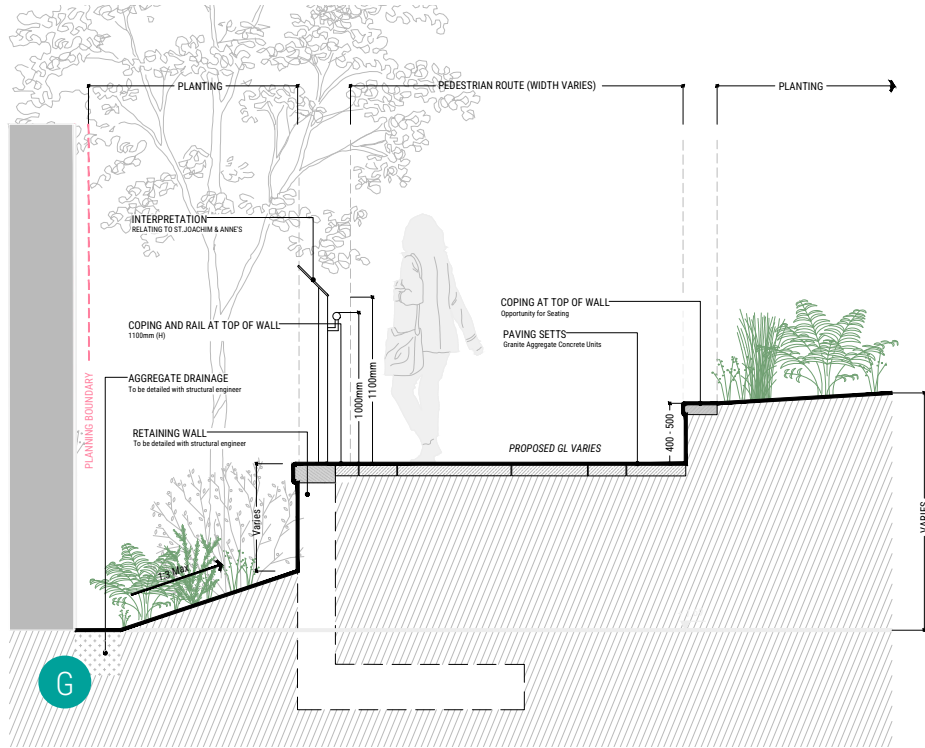 PLANTING
PEDESTRIAN ROUTE (WIDTH VARIES)
PLANTING
INTERPRETATION
RELATING TO ST.JOACHIM & ANNE'S
COPING AT TOP OF WALL
Opportunity for Seating
COPING AND RAIL AT TOP OF WALL
1100mm (H)
PAVING SETTS
Granite Aggregate Concrete Units
AGGREGATE DRAINAGE
To be detailed with structural engineer
PLANNING BOUNDARY
1000mm
1100mm
RETAINING WALL
To be detailed with structural engineer
400 - 500
PROPOSED GL VARIES
Varies
VARIES
1:3 Max
G